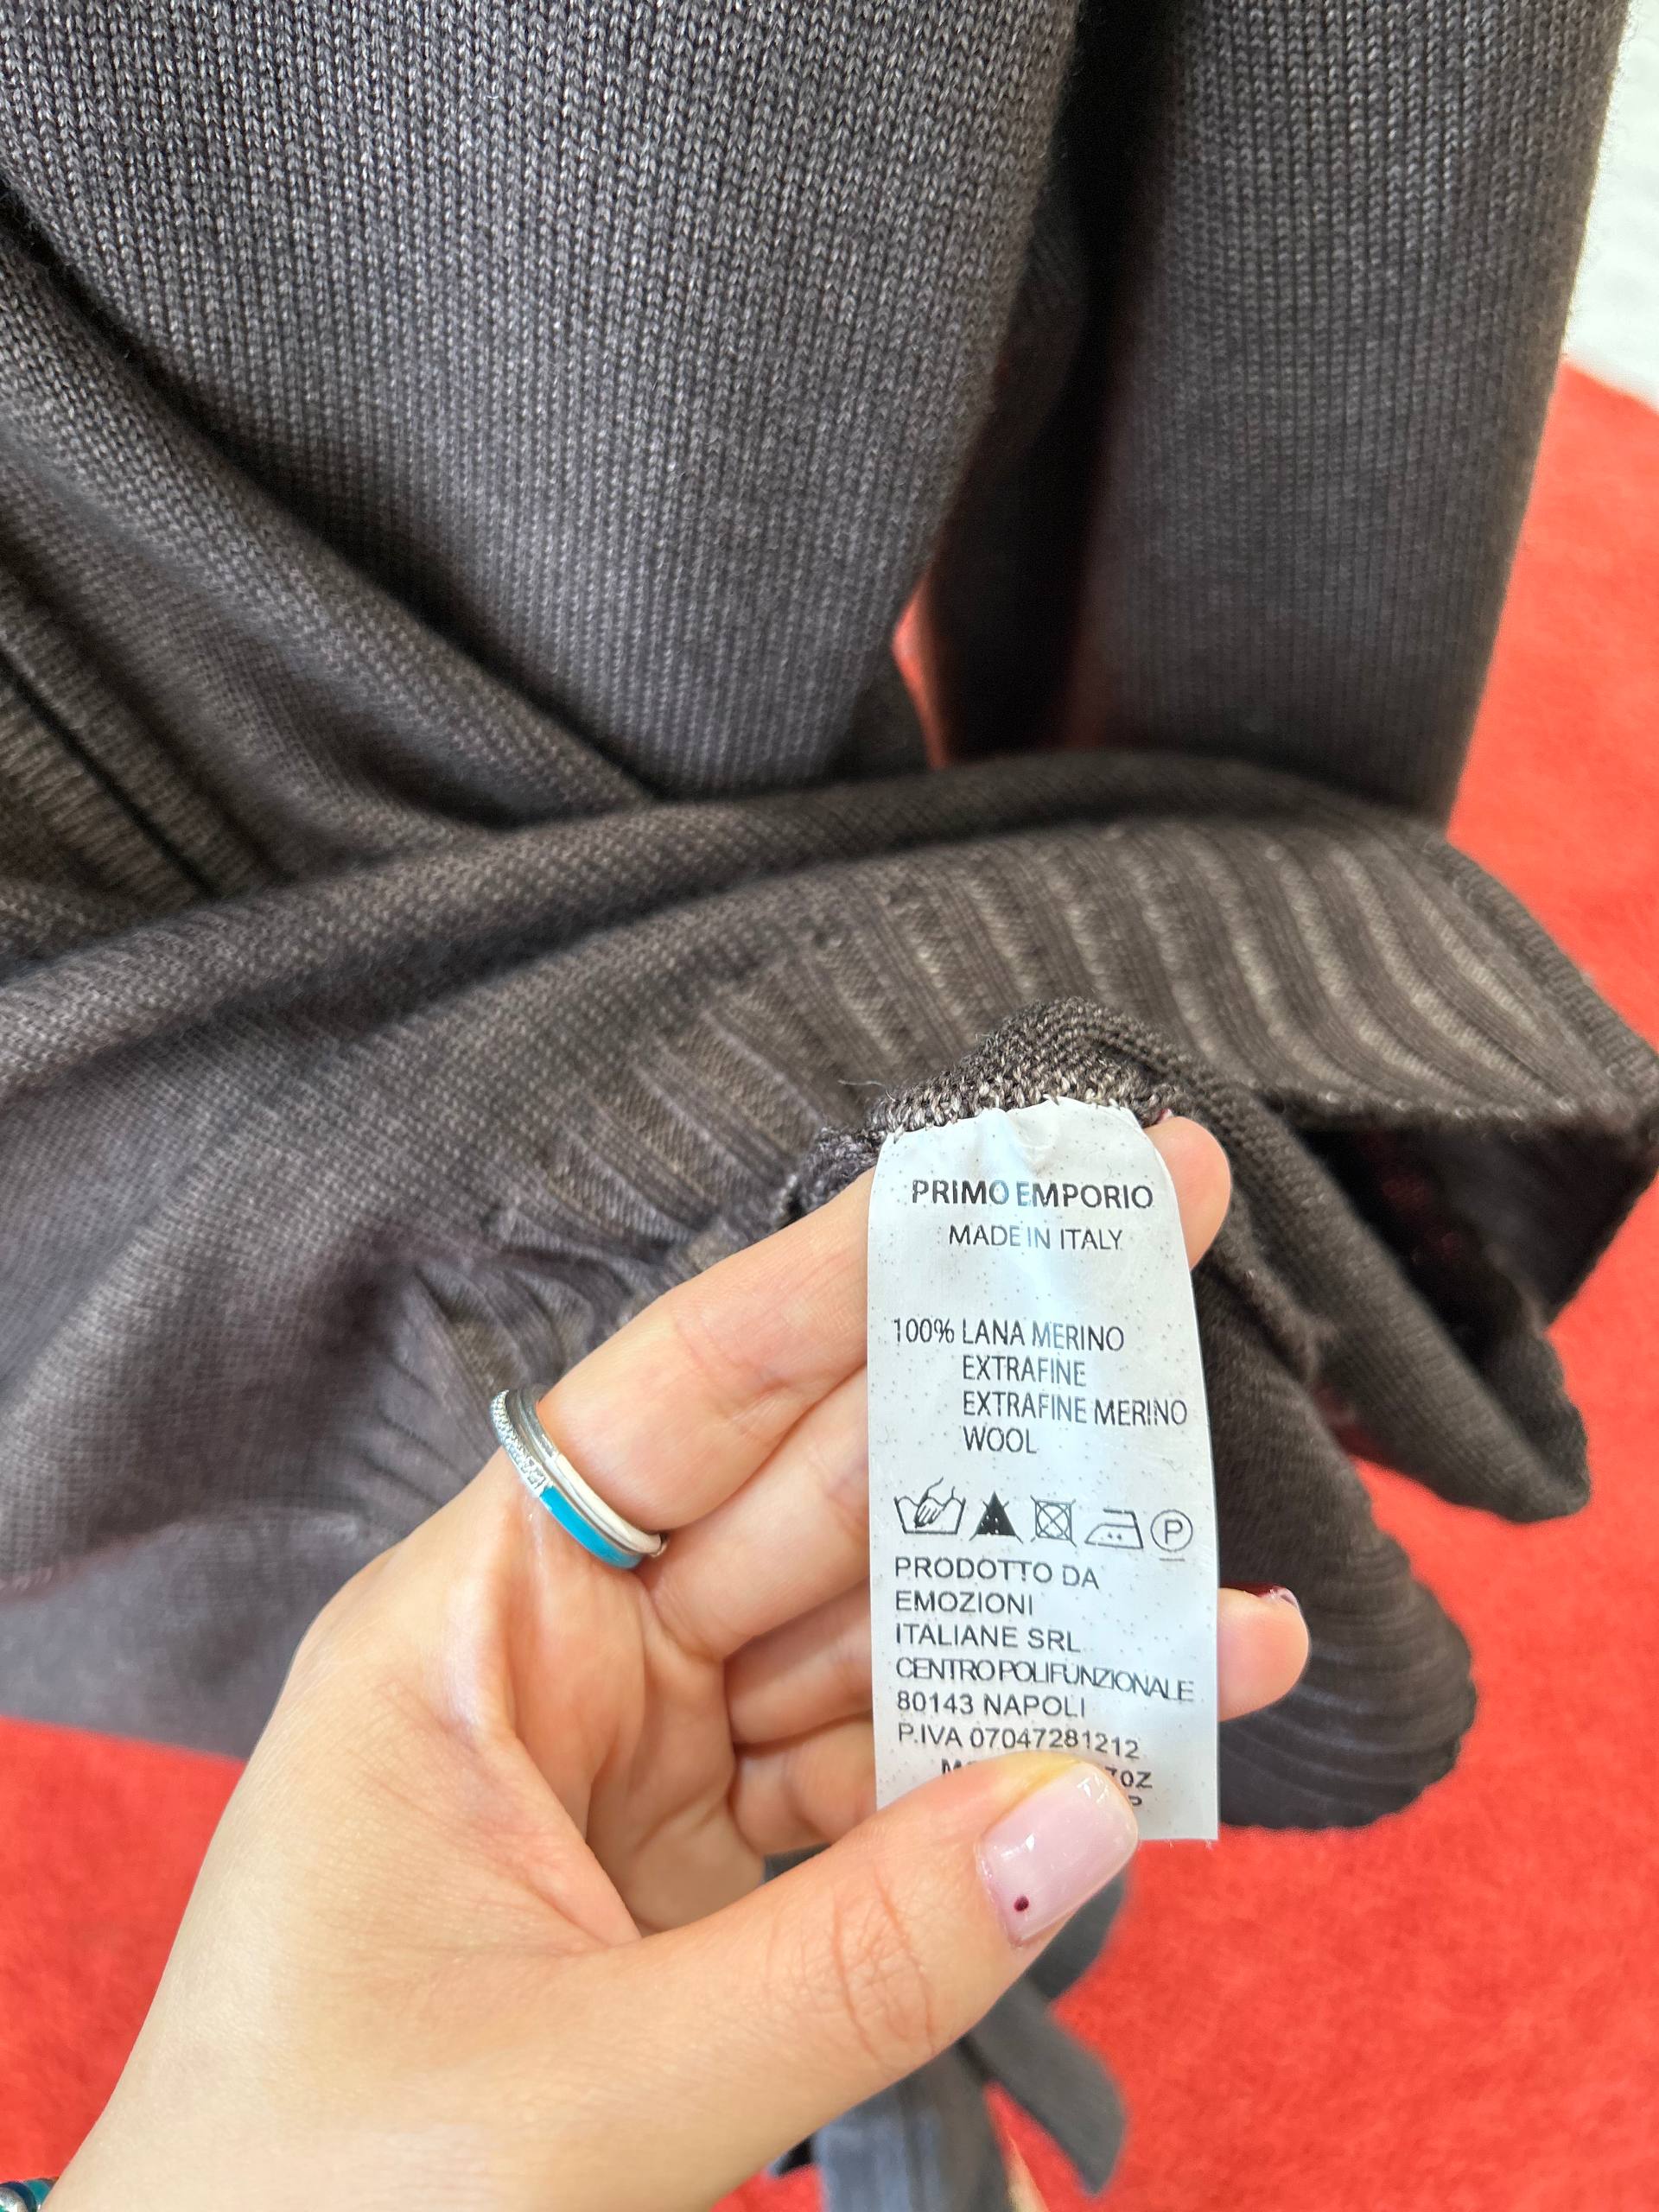 PRIMO EMPORIO
MADE IN ITALY
100% LANA MERINO
EXTRAFINE
EXTRAFINE MERINO
WOOL
P
PRODOTTO DA
EMOZIONI
ITALIANE SRL
CENTRO POLIFUNZIONALE
80143 NAPOLI
P.IVA 07047281212